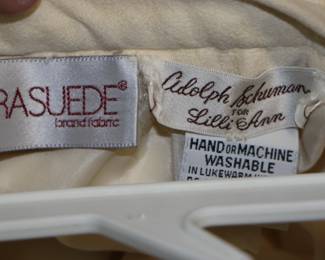 RASUEDE®
brand fabric
Adolph Schuman
FOR
Lilli Ann
HAND OR MACHINE
WASHABLE
IN LUKEWARM